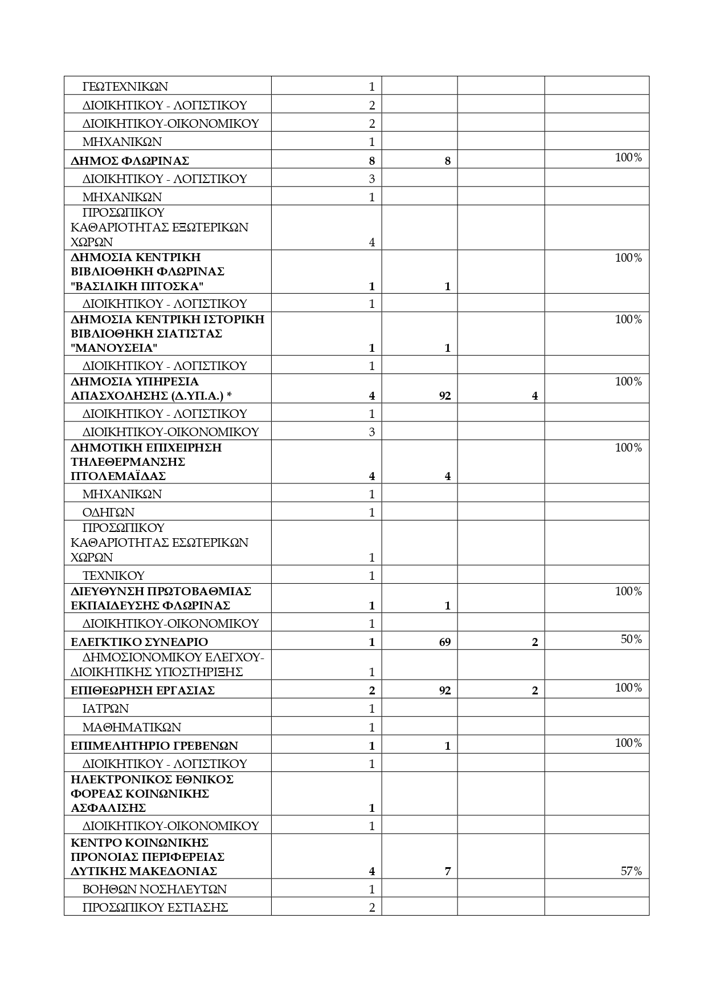 ΓΕΩΤΕΧΝΙΚΩΝ 1
ΔΙΟΙΚΗΤΙΚΟΥ - ΛΟΓΙΣΤΙΚΟΥ 2
ΔΙΟΙΚΗΤΙΚΟΥ-ΟΙΚΟΝΟΜΙΚΟΥ 2
ΜΗΧΑΝΙΚΩΝ 1
ΔΗΜΟΣ ΦΛΩΡΙΝΑΣ 8 8 100%
ΔΙΟΙΚΗΤΙΚΟΥ - ΛΟΓΙΣΤΙΚΟΥ 3
ΜΗΧΑΝΙΚΩΝ 1
ΠΡΟΣΩΠΙΚΟΥ
ΚΑΘΑΡΙΟΤΗΤΑΣ ΕΞΩΤΕΡΙΚΩΝ
ΧΩΡΩΝ 4
ΔΗΜΟΣΙΑ ΚΕΝΤΡΙΚΗ 100%
ΒΙΒΛΙΟΘΗΚΗ ΦΛΩΡΙΝΑΣ
"ΒΑΣΙΛΙΚΗ ΠΙΤΟΣΚΑ" 1 1
ΔΙΟΙΚΗΤΙΚΟΥ - ΛΟΓΙΣΤΙΚΟΥ 1
ΔΗΜΟΣΙΑ ΚΕΝΤΡΙΚΗ ΙΣΤΟΡΙΚΗ 100%
ΒΙΒΛΙΟΘΗΚΗ ΣΙΑΤΙΣΤΑΣ
"ΜΑΝΟΥΣΕΙΑ" 1 1
ΔΙΟΙΚΗΤΙΚΟΥ - ΛΟΓΙΣΤΙΚΟΥ 1
ΔΗΜΟΣΙΑ ΥΠΗΡΕΣΙΑ 100%
ΑΠΑΣΧΟΛΗΣΗΣ (Δ.ΥΠ.Α.) * 4 92 4
ΔΙΟΙΚΗΤΙΚΟΥ - ΛΟΓΙΣΤΙΚΟΥ 1
ΔΙΟΙΚΗΤΙΚΟΥ-ΟΙΚΟΝΟΜΙΚΟΥ 3
ΔΗΜΟΤΙΚΗ ΕΠΙΧΕΙΡΗΣΗ 100%
ΤΗΛΕΘΕΡΜΑΝΣΗΣ
ΠΤΟΛΕΜΑΪΔΑΣ 4 4
ΜΗΧΑΝΙΚΩΝ 1
ΟΔΗΓΩΝ 1
ΠΡΟΣΩΠΙΚΟΥ
ΚΑΘΑΡΙΟΤΗΤΑΣ ΕΣΩΤΕΡΙΚΩΝ
ΧΩΡΩΝ 1
ΤΕΧΝΙΚΟΥ 1
ΔΙΕΥΘΥΝΣΗ ΠΡΩΤΟΒΑΘΜΙΑΣ 100%
ΕΚΠΑΙΔΕΥΣΗΣ ΦΛΩΡΙΝΑΣ 1 1
ΔΙΟΙΚΗΤΙΚΟΥ-ΟΙΚΟΝΟΜΙΚΟΥ 1
ΕΛΕΓΚΤΙΚΟ ΣΥΝΕΔΡΙΟ 1 69 2 50%
ΔΗΜΟΣΙΟΝΟΜΙΚΟΥ ΕΛΕΓΧΟΥ-
ΔΙΟΙΚΗΤΙΚΗΣ ΥΠΟΣΤΗΡΙΞΗΣ 1
ΕΠΙΘΕΩΡΗΣΗ ΕΡΓΑΣΙΑΣ 2 92 2 100%
ΙΑΤΡΩΝ 1
ΜΑΘΗΜΑΤΙΚΩΝ 1
ΕΠΙΜΕΛΗΤΗΡΙΟ ΓΡΕΒΕΝΩΝ 1 1 100%
ΔΙΟΙΚΗΤΙΚΟΥ - ΛΟΓΙΣΤΙΚΟΥ 1
ΗΛΕΚΤΡΟΝΙΚΟΣ ΕΘΝΙΚΟΣ
ΦΟΡΕΑΣ ΚΟΙΝΩΝΙΚΗΣ
ΑΣΦΑΛΙΣΗΣ 1
ΔΙΟΙΚΗΤΙΚΟΥ-ΟΙΚΟΝΟΜΙΚΟΥ 1
ΚΕΝΤΡΟ ΚΟΙΝΩΝΙΚΗΣ
ΠΡΟΝΟΙΑΣ ΠΕΡΙΦΕΡΕΙΑΣ
ΔΥΤΙΚΗΣ ΜΑΚΕΔΟΝΙΑΣ 4 7 57%
ΒΟΗΘΩΝ ΝΟΣΗΛΕΥΤΩΝ 1
ΠΡΟΣΩΠΙΚΟΥ ΕΣΤΙΑΣΗΣ 2